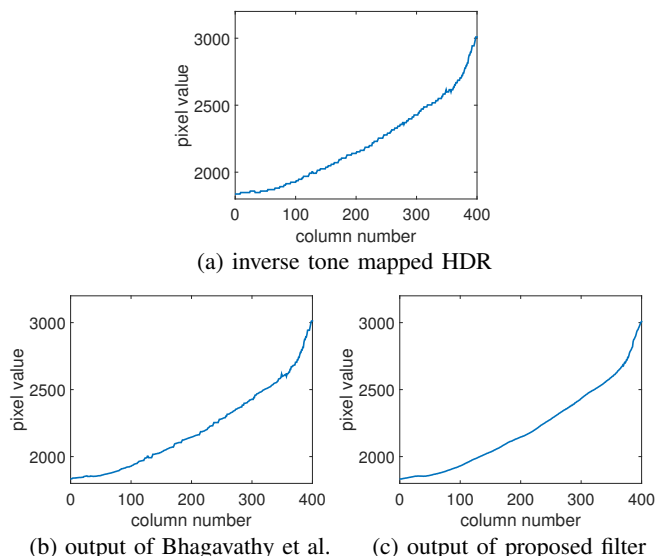 3000
2500
2000
pixel value
0 100 200 300 400
column number
(a) inverse tone mapped HDR
3000
2500
2000
pixel value
0 100 200 300 400
column number
(b) output of Bhagavathy et al.
3000
2500
2000
pixel value
0 100 200 300 400
column number
(c) output of proposed filter